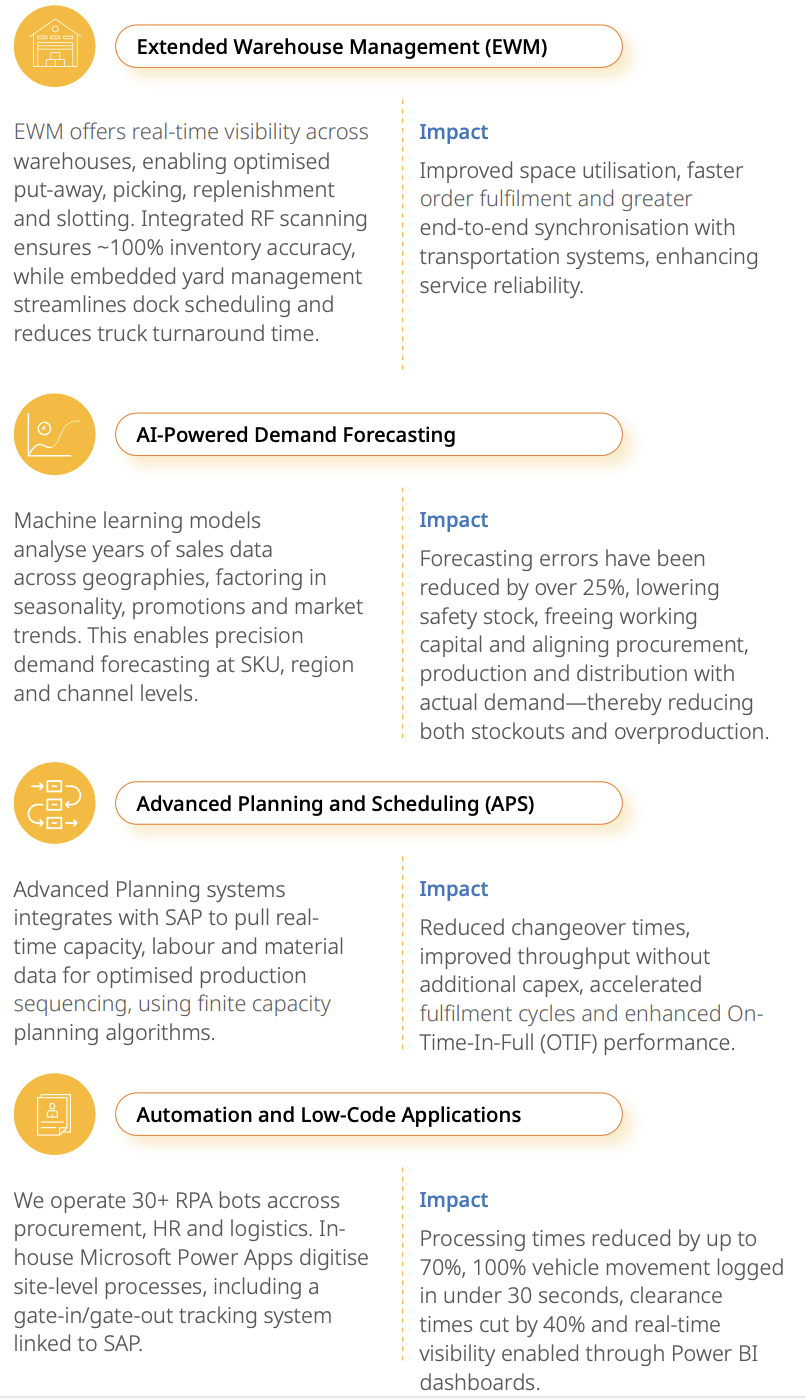 Extended Warehouse Management (EWM)
EWM offers real-time visibility across
warehouses, enabling optimised
put-away, picking, replenishment
and slotting. Integrated RF scanning
ensures ~100% inventory accuracy,
while embedded yard management
streamlines dock scheduling and
reduces truck turnaround time.
Impact
Improved space utilisation, faster
order fulfilment and greater
end-to-end synchronisation with
transportation systems, enhancing
service reliability.
AI-Powered Demand Forecasting
Machine learning models
analyse years of sales data
across geographies, factoring in
seasonality, promotions and market
trends. This enables precision
demand forecasting at SKU, region
and channel levels.
Impact
Forecasting errors have been
reduced by over 25%, lowering
safety stock, freeing working
capital and aligning procurement,
production and distribution with
actual demand—thereby reducing
both stockouts and overproduction.
Advanced Planning and Scheduling (APS)
Advanced Planning systems
integrates with SAP to pull real-
time capacity, labour and material
data for optimised production
sequencing, using finite capacity
planning algorithms.
Impact
Reduced changeover times,
improved throughput without
additional capex, accelerated
fulfilment cycles and enhanced On-
Time-In-Full (OTIF) performance.
Automation and Low-Code Applications
We operate 30+ RPA bots accross
procurement, HR and logistics. In-
house Microsoft Power Apps digitise
site-level processes, including a
gate-in/gate-out tracking system
linked to SAP.
Impact
Processing times reduced by up to
70%, 100% vehicle movement logged
in under 30 seconds, clearance
times cut by 40% and real-time
visibility enabled through Power BI
dashboards.